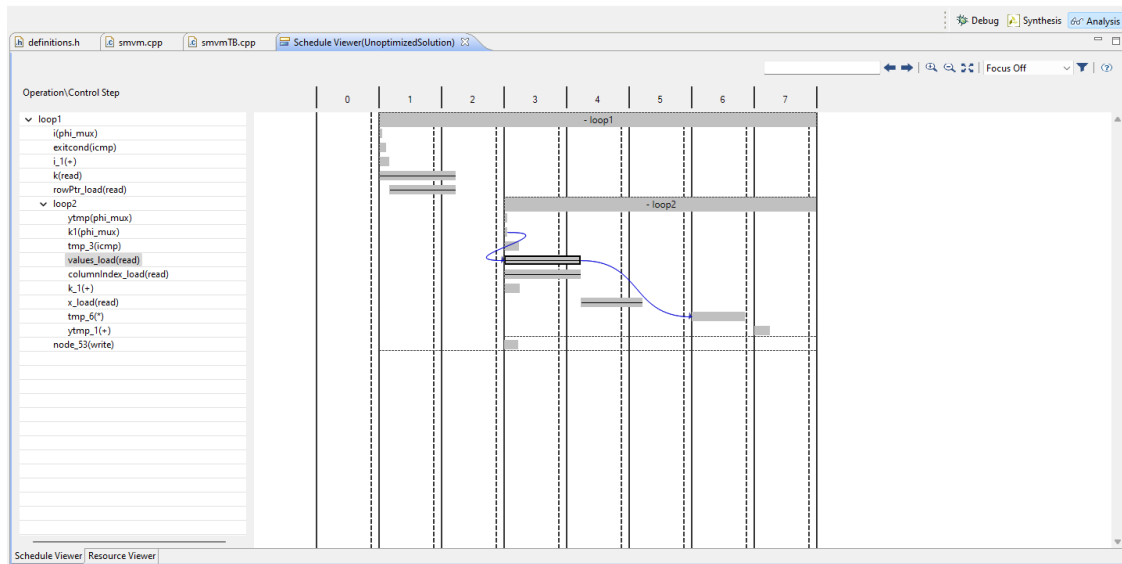 Debug Synthesis Analysis
definitions.h smvm.cpp smvmTB.cpp Schedule Viewer(UnoptimizedSolution)
Focus Off
Operation\Control Step 0 1 2 3 4 5 6 7
loop1 - loop1
i(phi_mux)
exitcond(icmp)
i_1(+)
k(read)
rowPtr_load(read)
loop2 - loop2
ytmp(phi_mux)
k1(phi_mux)
tmp_3(icmp)
values_load(read)
columnIndex_load(read)
k_1(+)
x_load(read)
tmp_6(*)
ytmp_1(+)
node_53(write)
Schedule Viewer Resource Viewer